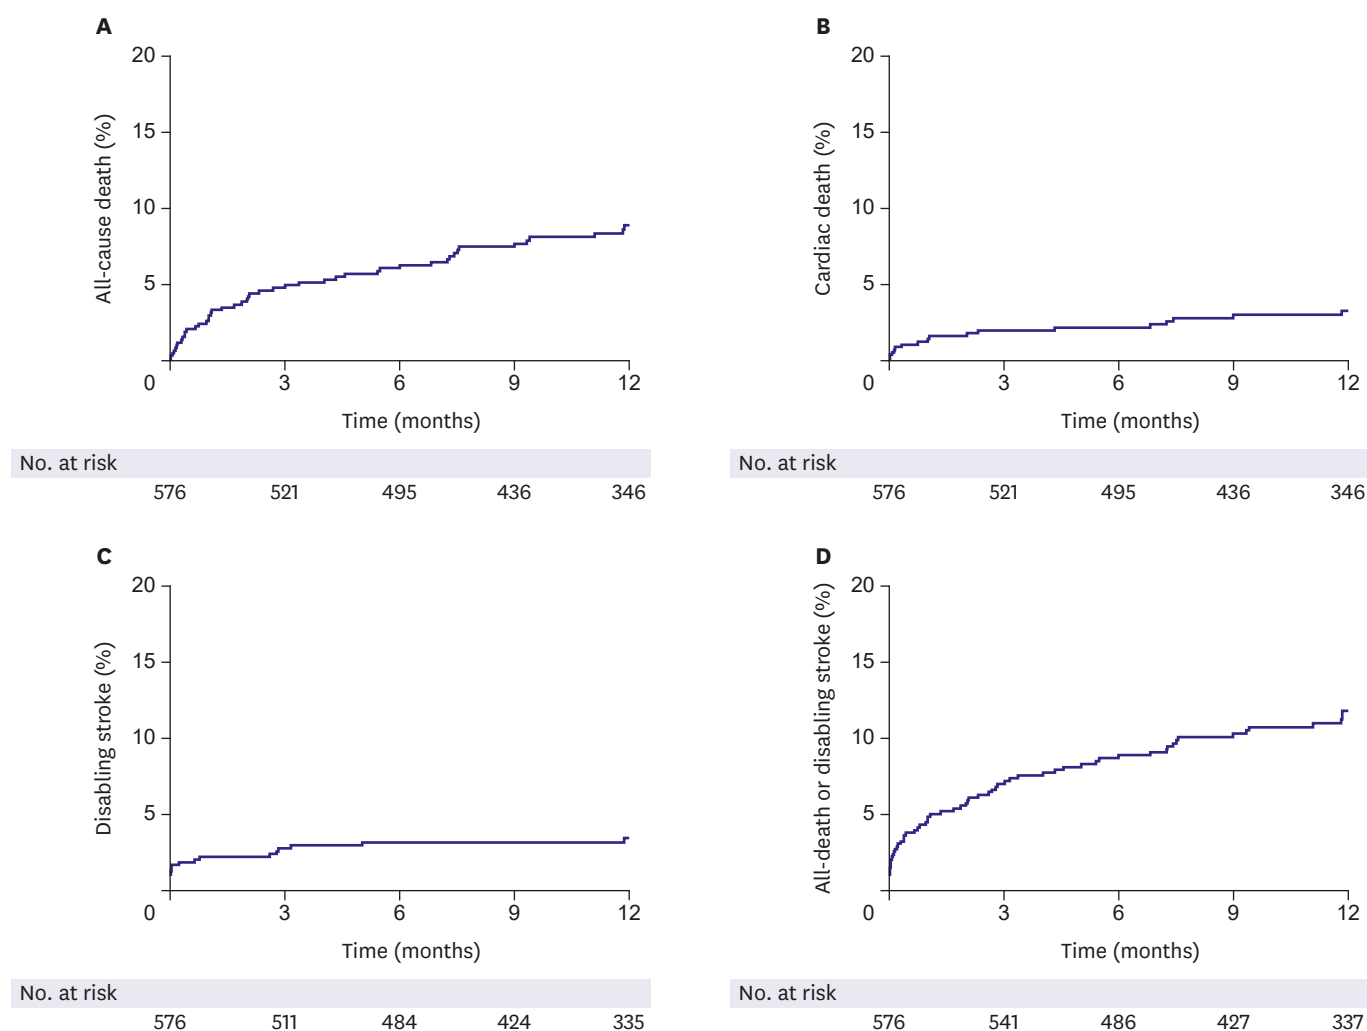 A
All-cause death (%)
20
15
10
5
0
3
6
9
12
Time (months)
No. at risk
576 521 495 436 346
B
Cardiac death (%)
20
15
10
5
0
3
6
9
12
Time (months)
No. at risk
576 521 495 436 346
C
Disabling stroke (%)
20
15
10
5
0
3
6
9
12
Time (months)
No. at risk
576 511 484 424 335
D
All-death or disabling stroke (%)
20
15
10
5
0
3
6
9
12
Time (months)
No. at risk
576 541 486 427 337